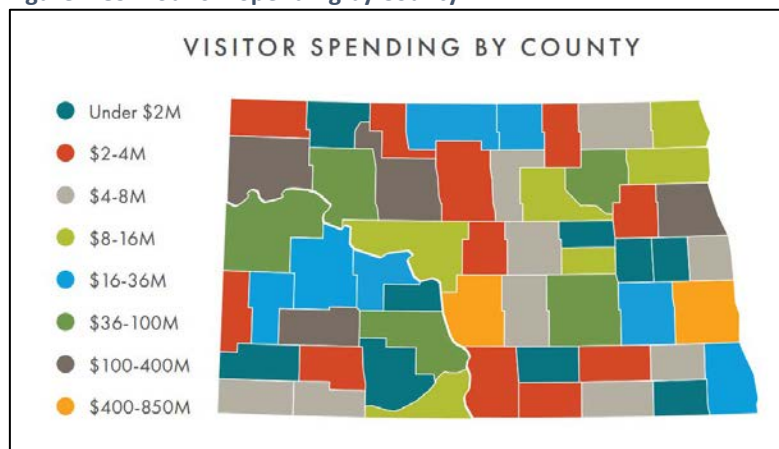 VISITOR SPENDING BY COUNTY
Under $2M
$2-4M
$4-8M
$8-16M
$16-36M
$36-100M
$100-400M
$400-850M